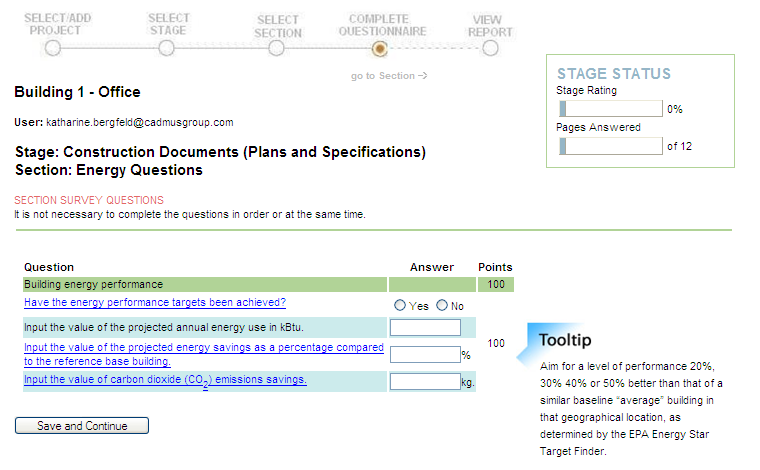 SELECT/ADD PROJECT
SELECT STAGE
SELECT SECTION
COMPLETE QUESTIONNAIRE
VIEW REPORT
go to Section ->
Building 1 - Office
User: katharine.bergfeld@cadmusgroup.com
Stage: Construction Documents (Plans and Specifications)
Section: Energy Questions
STAGE STATUS
Stage Rating
0%
Pages Answered
of 12
SECTION SURVEY QUESTIONS
It is not necessary to complete the questions in order or at the same time.
Question Answer Points
Building energy performance 100
Have the energy performance targets been achieved? Yes No
Input the value of the projected annual energy use in kBtu.
Input the value of the projected energy savings as a percentage compared
to the reference base building. %
100
Input the value of carbon dioxide (CO2) emissions savings. kg.
Save and Continue
Tooltip
Aim for a level of performance 20%,
30% 40% or 50% better than that of a
similar baseline “average” building in
that geographical location, as
determined by the EPA Energy Star
Target Finder.